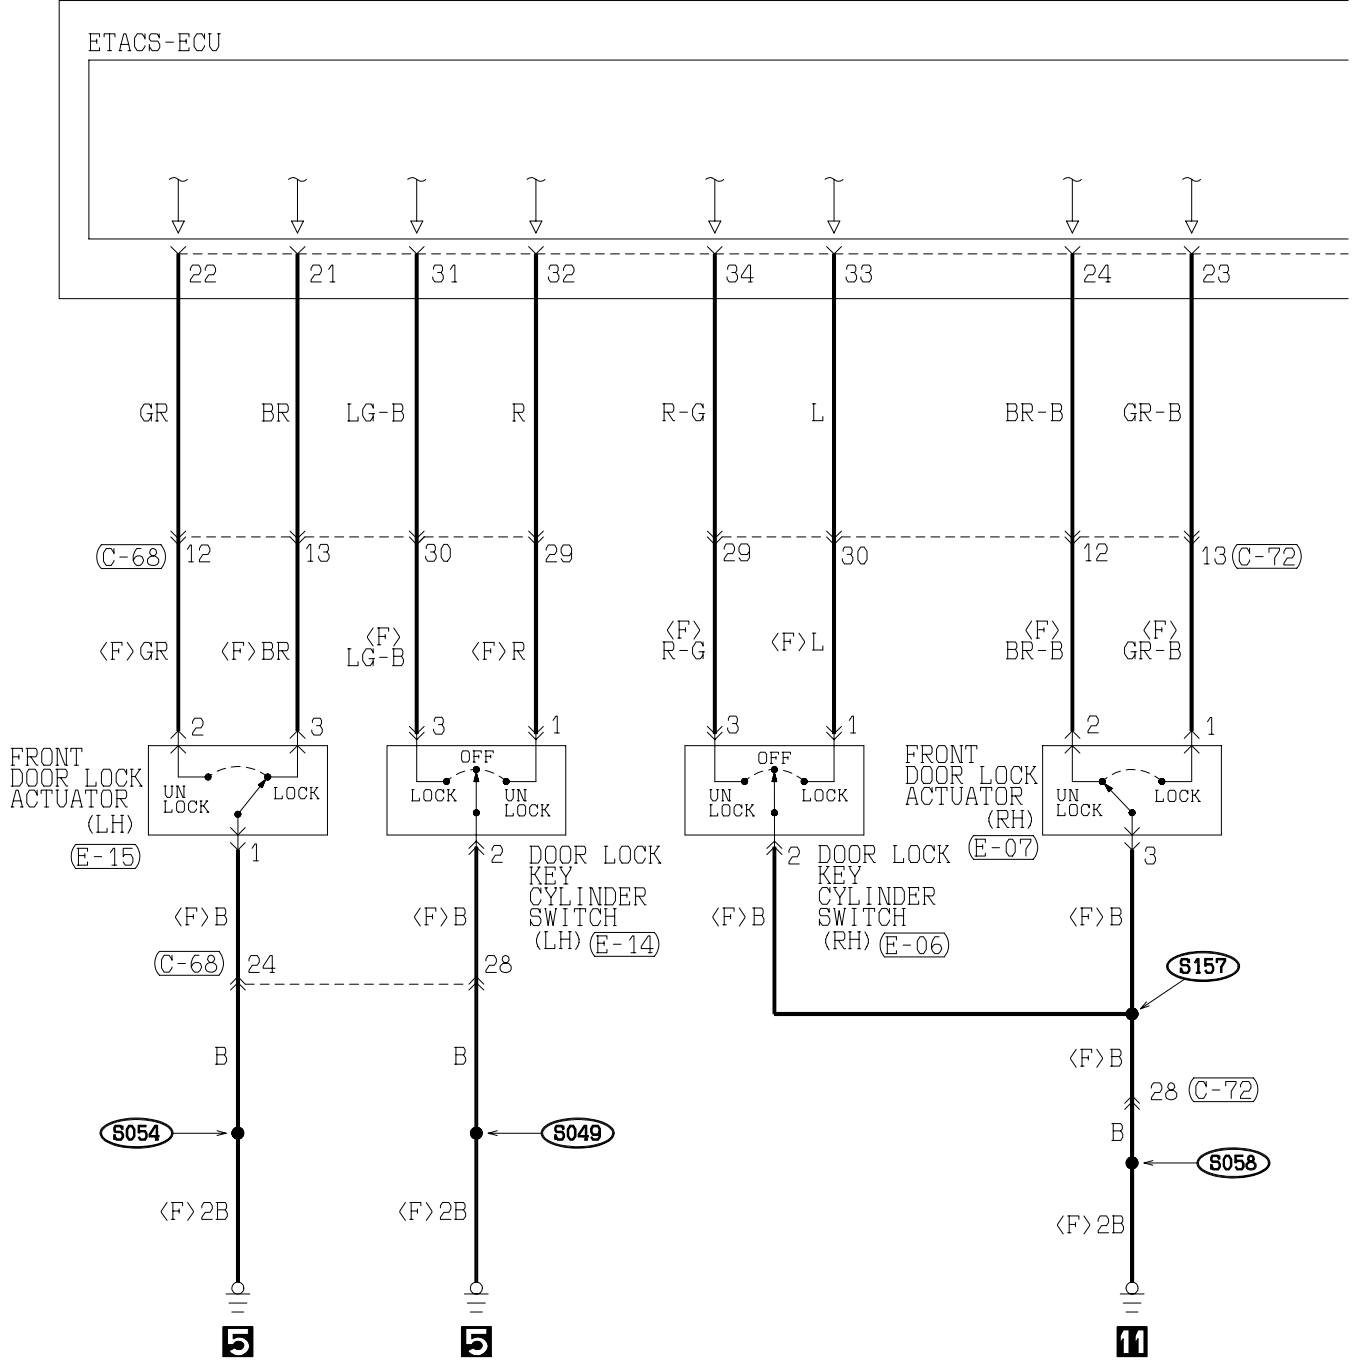 ETACS-ECU
22 21 31 32 34 33 24 23
GR BR LG-B R R-G L BR-B GR-B
C-68 12 13 30 29 29 30 12 13 C-72
<F>GR <F>BR <F> <F>R <F> <F>L <F> <F>
LG-B R-G BR-B GR-B
2 3 3 1 3 1 2 1
FRONT
DOOR LOCK
ACTUATOR
(LH)
E-15
UN
LOCK
LOCK
1
OFF
LOCK
UN
LOCK
2
DOOR LOCK
KEY
CYLINDER
SWITCH
(LH) E-14
OFF
UN
LOCK
LOCK
2
DOOR LOCK
KEY
CYLINDER
SWITCH
(RH) E-06
FRONT
DOOR LOCK
ACTUATOR
(RH)
E-07
UN
LOCK
LOCK
3
<F>B <F>B <F>B <F>B
C-68 24 28
S157
B B <F>B
28 C-72
B
S054 S049
S058
<F>2B <F>2B <F>2B
5 5 11